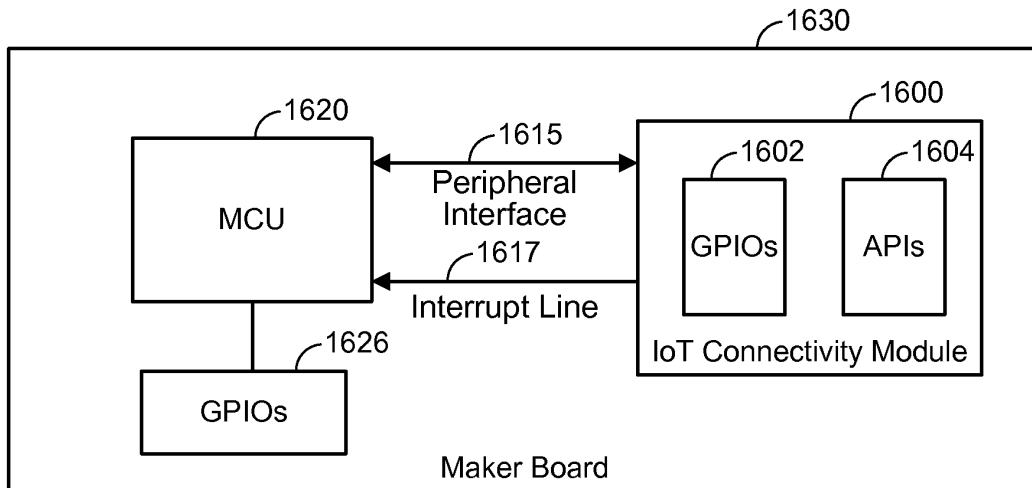 1630
1620
1600
1615
1602
1604
Peripheral
Interface
MCU
GPIOs
APIs
1617
Interrupt Line
IoT Connectivity Module
1626
GPIOs
Maker Board